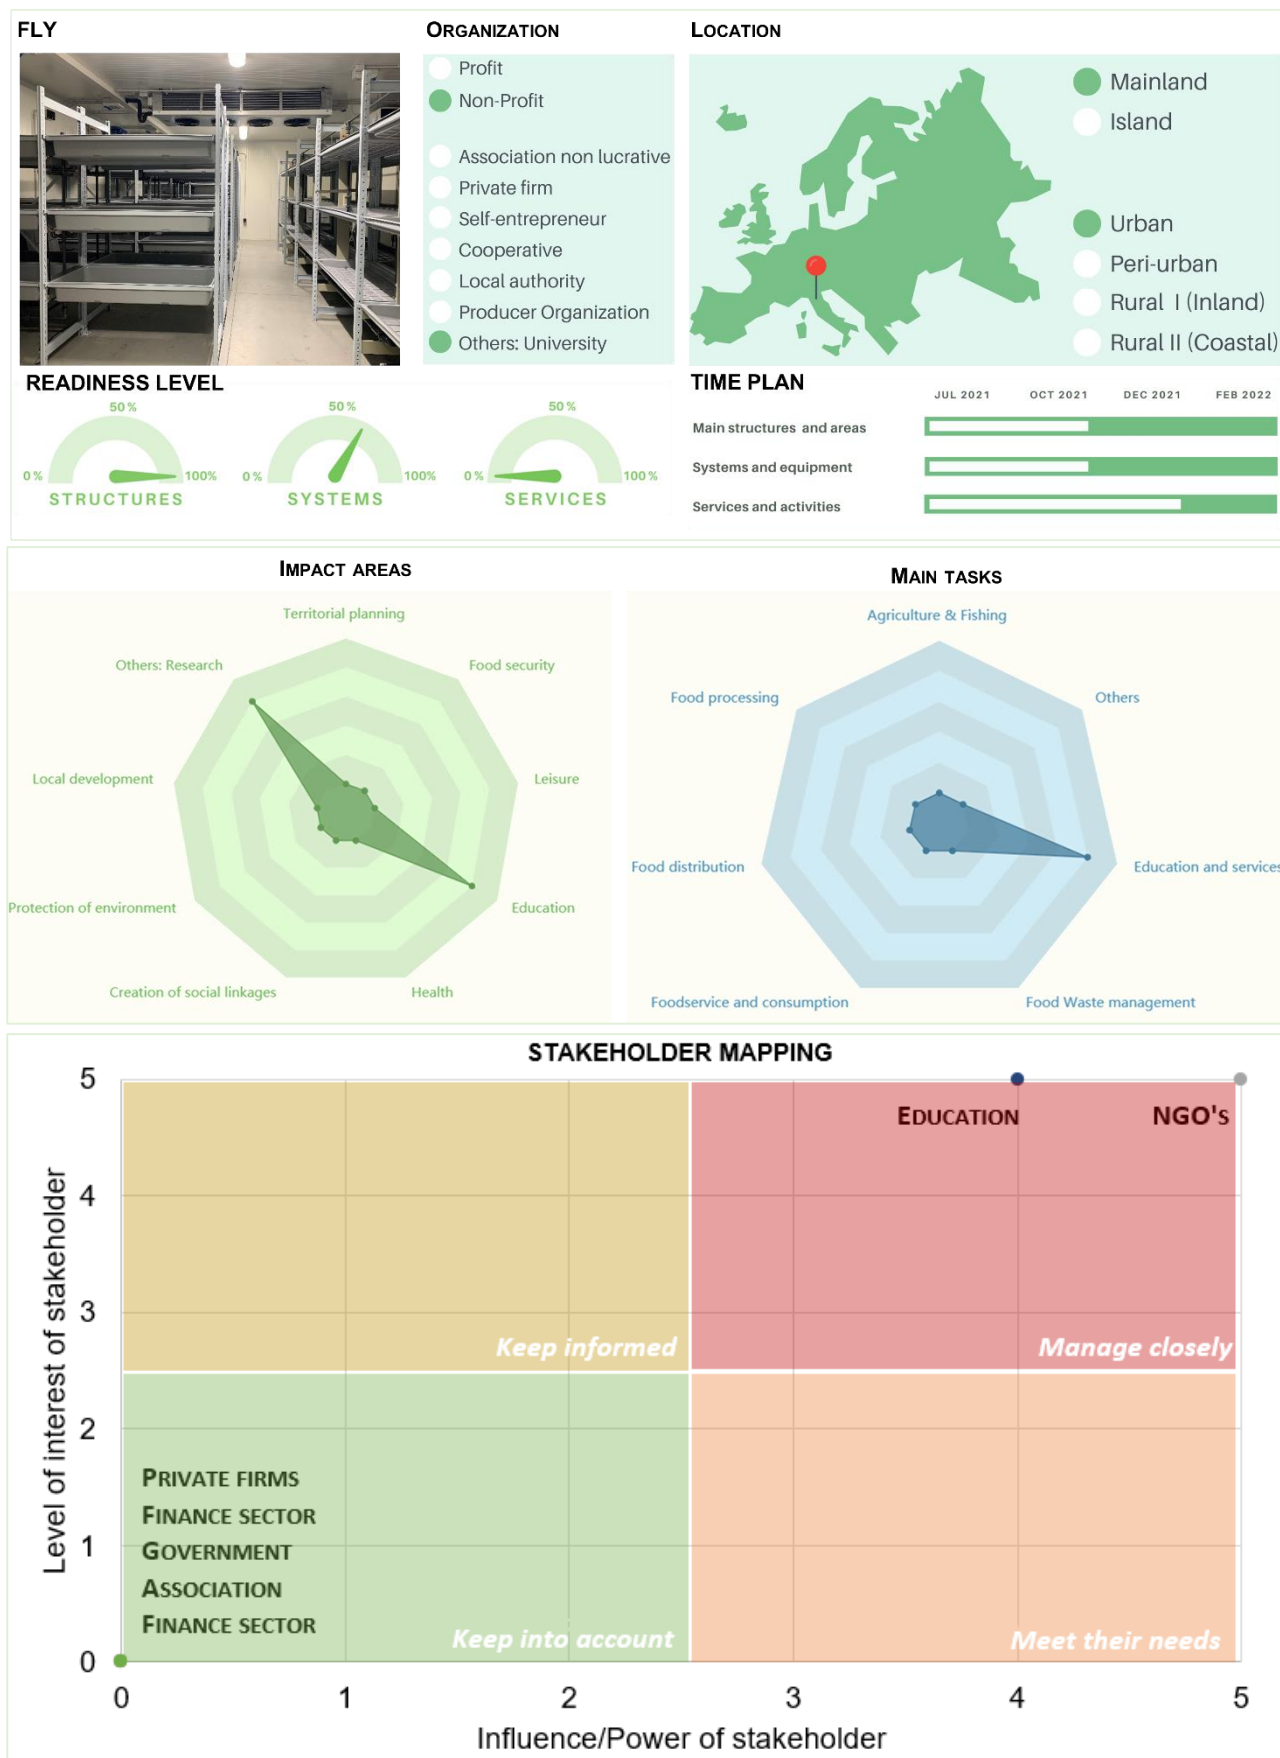 FLY
ORGANIZATION
Profit
Non-Profit
Association non lucrative
Private firm
Self-entrepreneur
Cooperative
Local authority
Producer Organization
Others: University
LOCATION
Mainland
Island
Urban
Peri-urban
Rural I (Inland)
Rural II (Coastal)
READINESS LEVEL
50 %
0 %
100%
STRUCTURES
50 %
0 %
100%
SYSTEMS
50 %
0 %
100 %
SERVICES
TIME PLAN
JUL 2021 OCT 2021 DEC 2021 FEB 2022
Main structures and areas
Systems and equipment
Services and activities
IMPACT AREAS
Territorial planning
Others: Research
Food security
Local development
Leisure
Protection of environment
Education
Creation of social linkages
Health
MAIN TASKS
Agriculture & Fishing
Food processing
Others
Food distribution
Education and services
Foodservice and consumption
Food Waste management
STAKEHOLDER MAPPING
5
4
3
2
1
0
Level of interest of stakeholder
EDUCATION
NGO'S
Keep informed
Manage closely
PRIVATE FIRMS
FINANCE SECTOR
GOVERNMENT
ASSOCIATION
FINANCE SECTOR
Keep into account
Meet their needs
0 1 2 3 4 5
Influence/Power of stakeholder